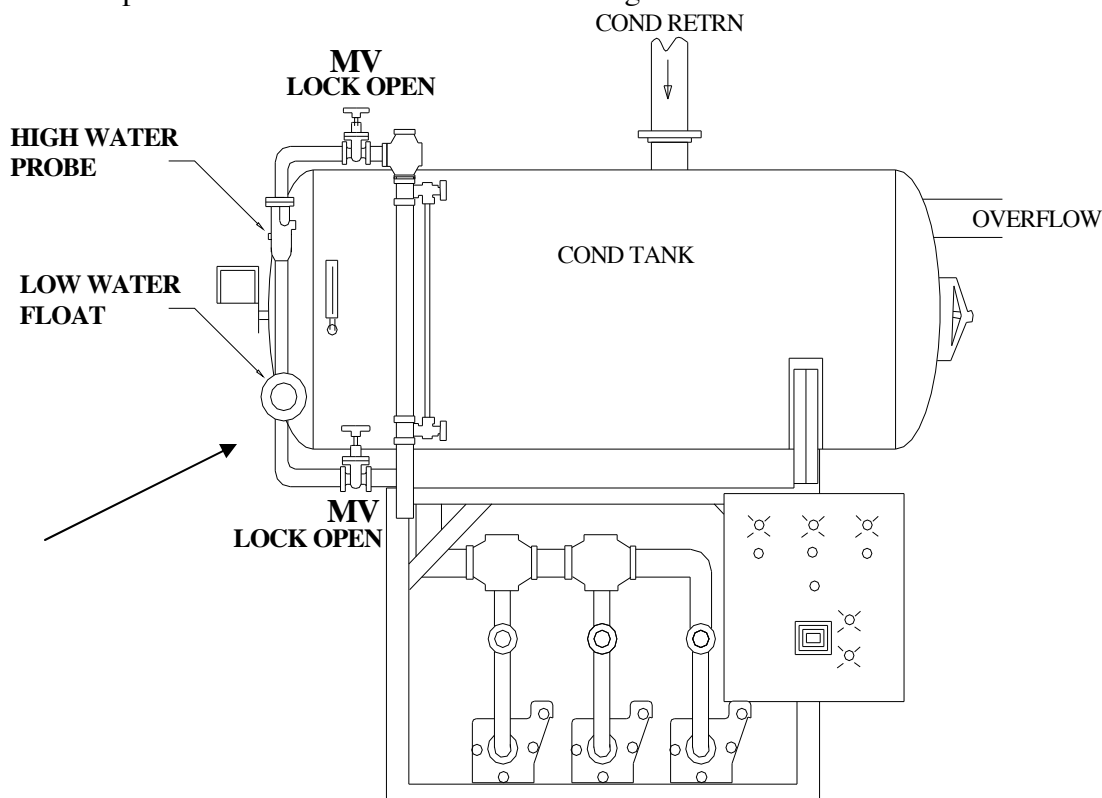 COND RETRN
MV
LOCK OPEN
HIGH WATER
PROBE
OVERFLOW
COND TANK
LOW WATER
FLOAT
MV
LOCK OPEN